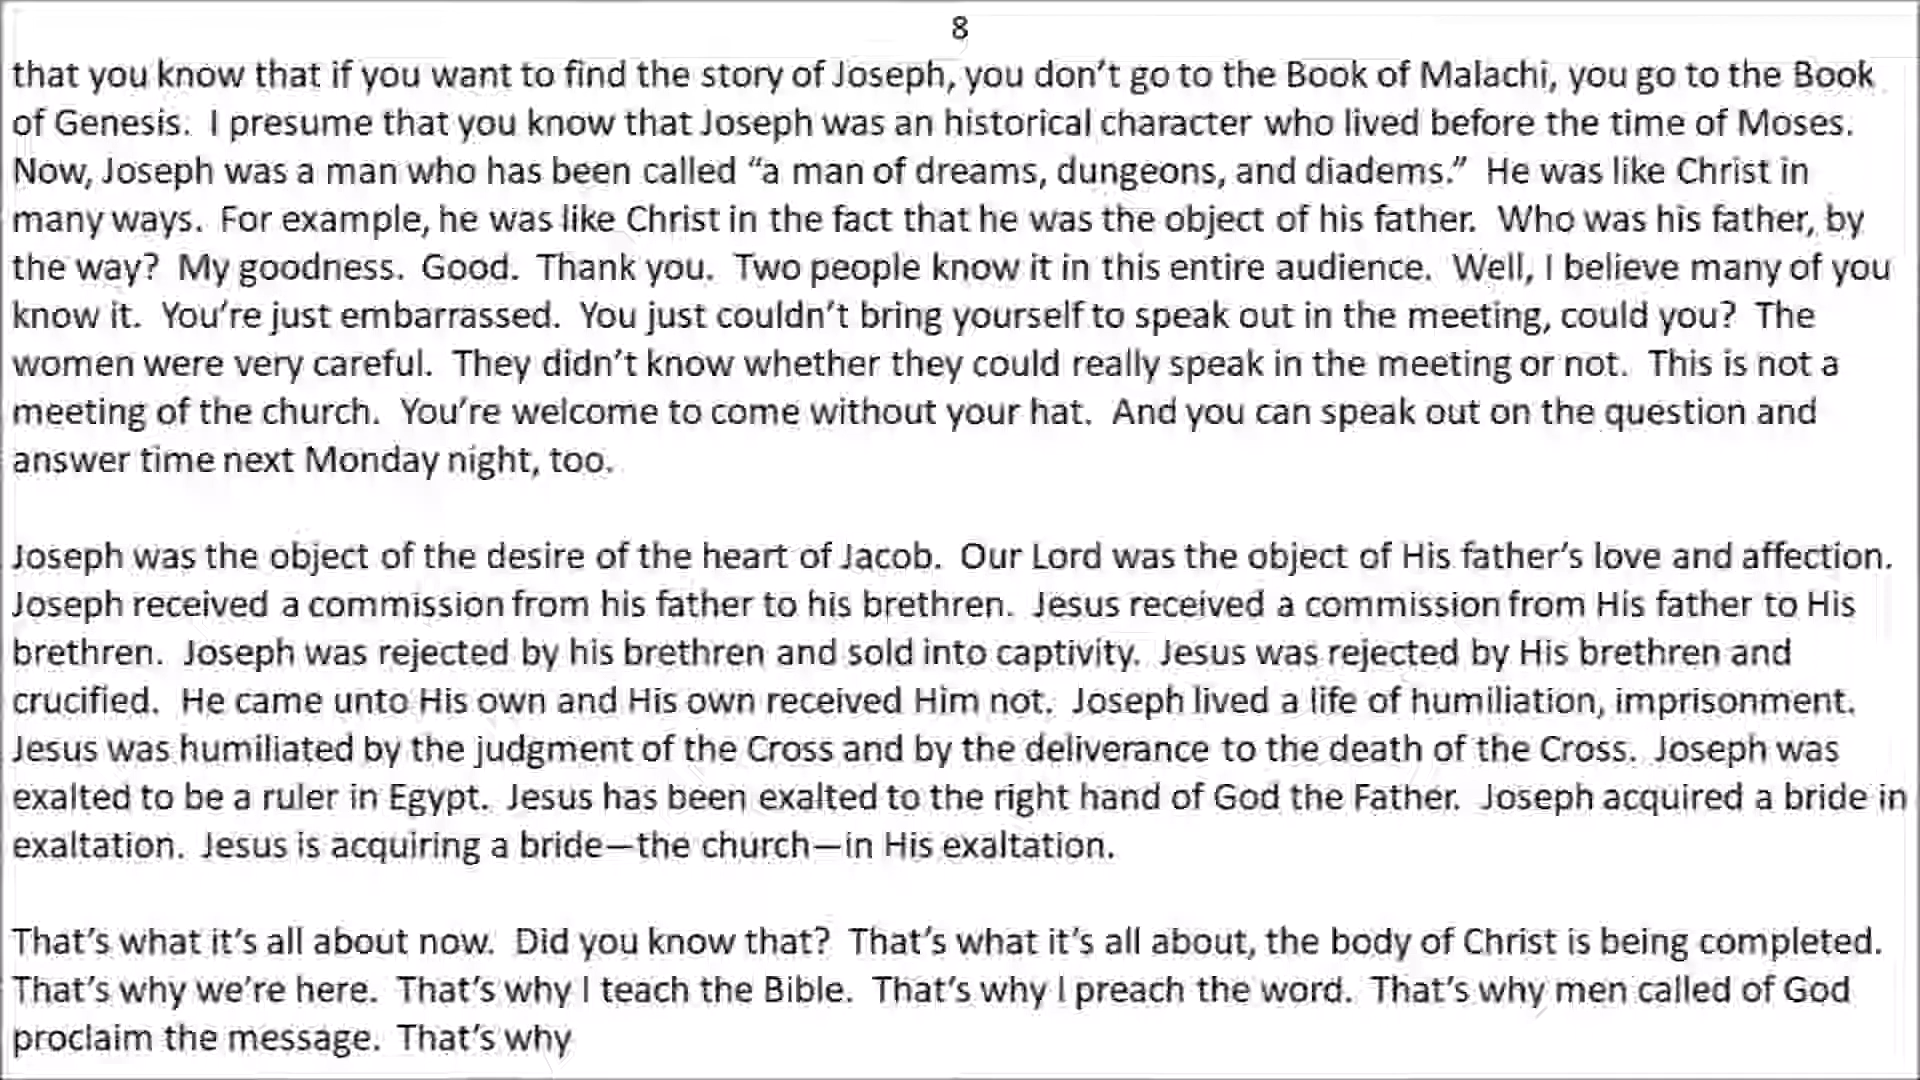 8
that you know that if you want to find the story of Joseph, you don’t go to the Book of Malachi, you go to the Book
of Genesis.  I presume that you know that Joseph was an historical character who lived before the time of Moses.
Now, Joseph was a man who has been called “a man of dreams, dungeons, and diadems.”  He was like Christ in
many ways.  For example, he was like Christ in the fact that he was the object of his father.  Who was his father, by
the way?  My goodness.  Good.  Thank you.  Two people know it in this entire audience.  Well, I believe many of you
know it.  You’re just embarrassed.  You just couldn’t bring yourself to speak out in the meeting, could you?  The
women were very careful.  They didn’t know whether they could really speak in the meeting or not.  This is not a
meeting of the church.  You’re welcome to come without your hat.  And you can speak out on the question and
answer time next Monday night, too.
Joseph was the object of the desire of the heart of Jacob.  Our Lord was the object of His father’s love and affection.
Joseph received a commission from his father to his brethren.  Jesus received a commission from His father to His
brethren.  Joseph was rejected by his brethren and sold into captivity.  Jesus was rejected by His brethren and
crucified.  He came unto His own and His own received Him not.  Joseph lived a life of humiliation, imprisonment.
Jesus was humiliated by the judgment of the Cross and by the deliverance to the death of the Cross.  Joseph was
exalted to be a ruler in Egypt.  Jesus has been exalted to the right hand of God the Father.  Joseph acquired a bride in
exaltation.  Jesus is acquiring a bride—the church—in His exaltation.
That’s what it’s all about now.  Did you know that?  That’s what it’s all about, the body of Christ is being completed.
That’s why we’re here.  That’s why I teach the Bible.  That’s why I preach the word.  That’s why men called of God
proclaim the message.  That’s why